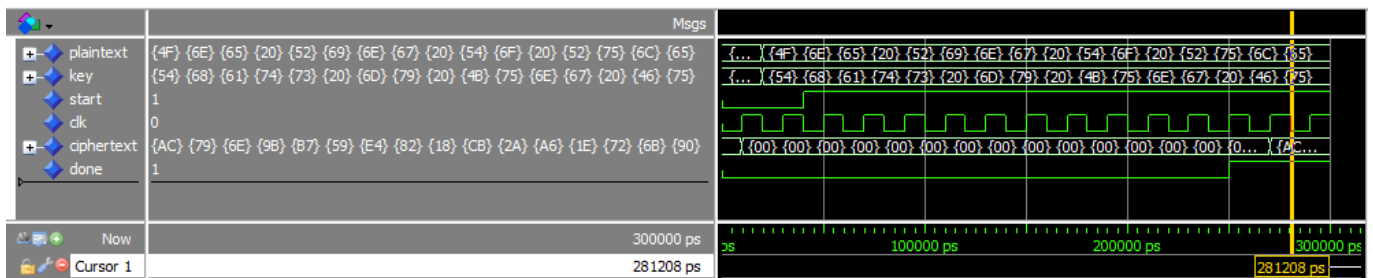 Msgs
plaintext {4F} {6E} {65} {20} {52} {69} {6E} {67} {20} {54} {6F} {20} {52} {75} {6C} {65} {... {4F} {6E} {65} {20} {52} {69} {6E} {67} {20} {54} {6F} {20} {52} {75} {6C} {65}
key {54} {68} {61} {74} {73} {20} {6D} {79} {20} {4B} {75} {6E} {67} {20} {46} {75} {... {54} {68} {61} {74} {73} {20} {6D} {79} {20} {4B} {75} {6E} {67} {20} {46} {75}
start 1
clk 0
ciphertext {AC} {79} {6E} {9B} {B7} {59} {E4} {82} {18} {CB} {2A} {A6} {1E} {72} {6B} {90} {00} {00} {00} {00} {00} {00} {00} {00} {00} {00} {00} {00} {00} {00} {0... {AC...
done 1
Now 300000 ps ps 100000 ps 200000 ps 300000 ps
Cursor 1 281208 ps 281208 ps